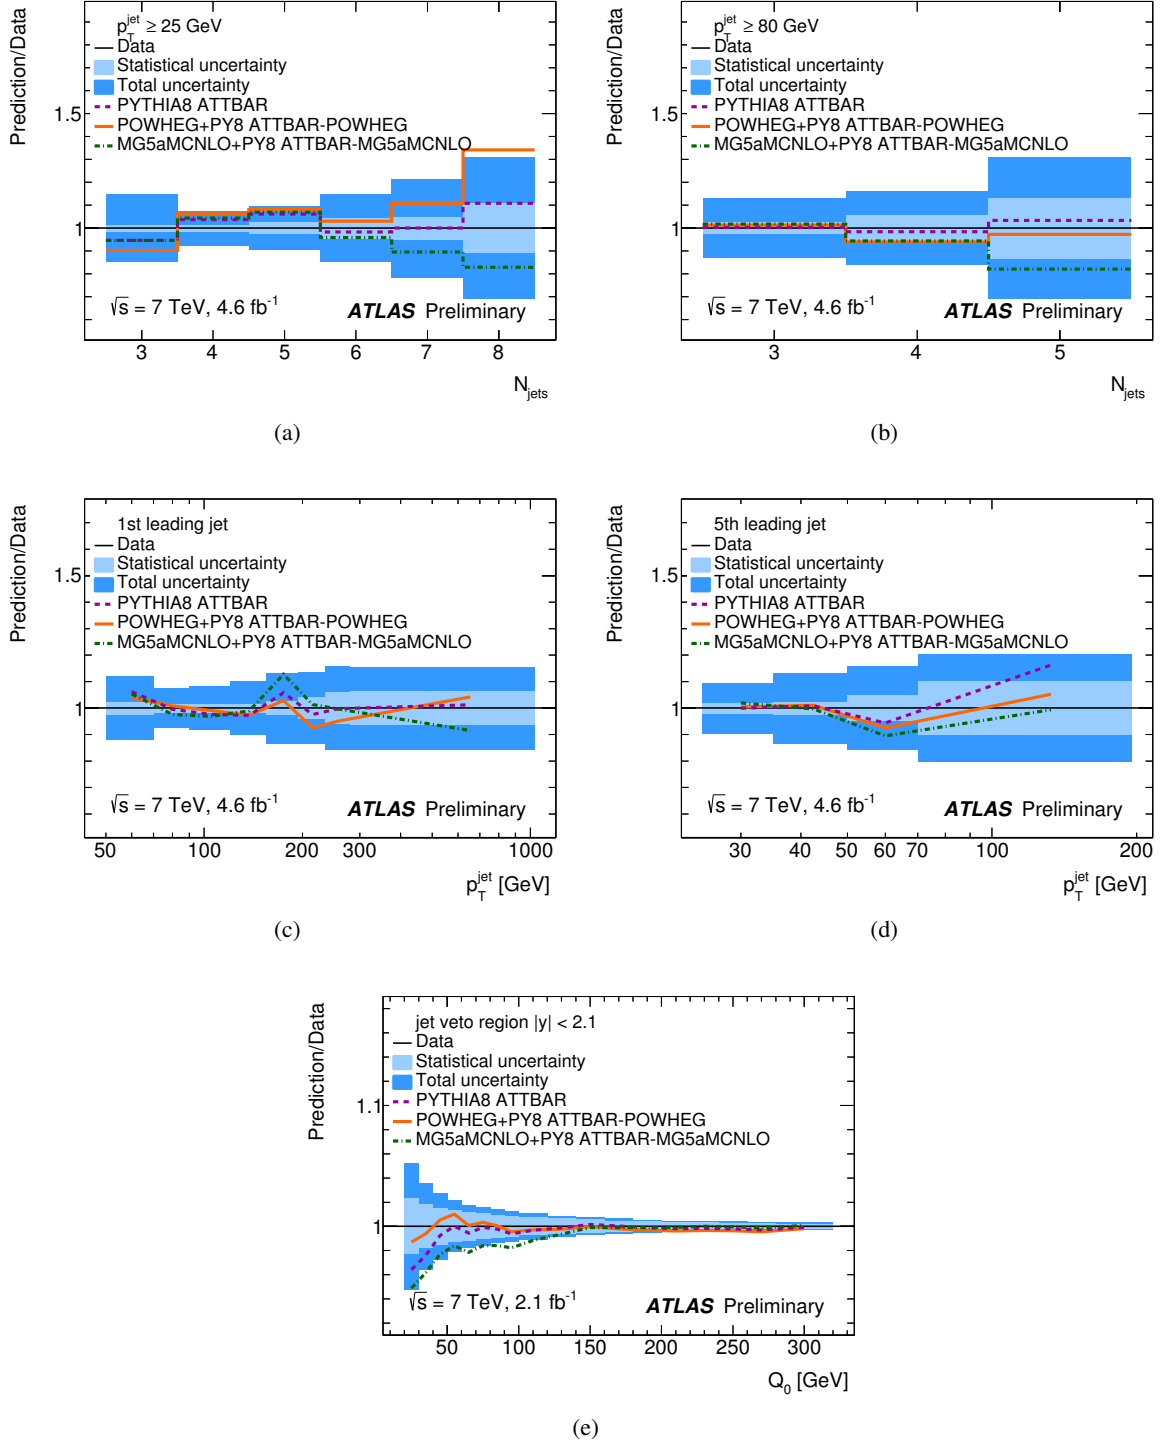 Prediction/Data
p_T^jet ≥ 25 GeV
Data
Statistical uncertainty
Total uncertainty
PYTHIA8 ATTBAR
POWHEG+PY8 ATTBAR-POWHEG
MG5aMCNLO+PY8 ATTBAR-MG5aMCNLO
1.5
1
√s = 7 TeV, 4.6 fb⁻¹
ATLAS Preliminary
3 4 5 6 7 8
N_jets
(a)
Prediction/Data
p_T^jet ≥ 80 GeV
Data
Statistical uncertainty
Total uncertainty
PYTHIA8 ATTBAR
POWHEG+PY8 ATTBAR-POWHEG
MG5aMCNLO+PY8 ATTBAR-MG5aMCNLO
1.5
1
√s = 7 TeV, 4.6 fb⁻¹
ATLAS Preliminary
3 4 5
N_jets
(b)
Prediction/Data
1st leading jet
Data
Statistical uncertainty
Total uncertainty
PYTHIA8 ATTBAR
POWHEG+PY8 ATTBAR-POWHEG
MG5aMCNLO+PY8 ATTBAR-MG5aMCNLO
1.5
1
√s = 7 TeV, 4.6 fb⁻¹
ATLAS Preliminary
50 100 200 300 1000
p_T^jet [GeV]
(c)
Prediction/Data
5th leading jet
Data
Statistical uncertainty
Total uncertainty
PYTHIA8 ATTBAR
POWHEG+PY8 ATTBAR-POWHEG
MG5aMCNLO+PY8 ATTBAR-MG5aMCNLO
1.5
1
√s = 7 TeV, 4.6 fb⁻¹
ATLAS Preliminary
30 40 50 60 70 100 200
p_T^jet [GeV]
(d)
Prediction/Data
jet veto region |y| < 2.1
Data
Statistical uncertainty
Total uncertainty
PYTHIA8 ATTBAR
POWHEG+PY8 ATTBAR-POWHEG
MG5aMCNLO+PY8 ATTBAR-MG5aMCNLO
1.1
1
√s = 7 TeV, 2.1 fb⁻¹
ATLAS Preliminary
50 100 150 200 250 300
Q_0 [GeV]
(e)